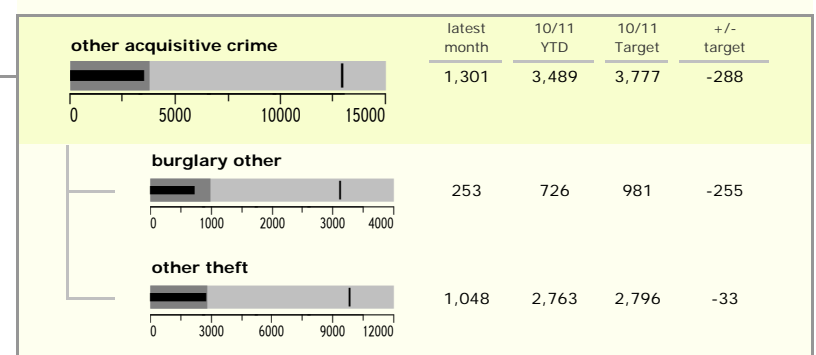 latest 10/11 10/11 +/-
other acquisitive crime month YTD Target target
1,301 3,489 3,777 -288
0 5000 10000 15000
burglary other
253 726 981 -255
0 1000 2000 3000 4000
other theft
1,048 2,763 2,796 -33
0 3000 6000 9000 12000